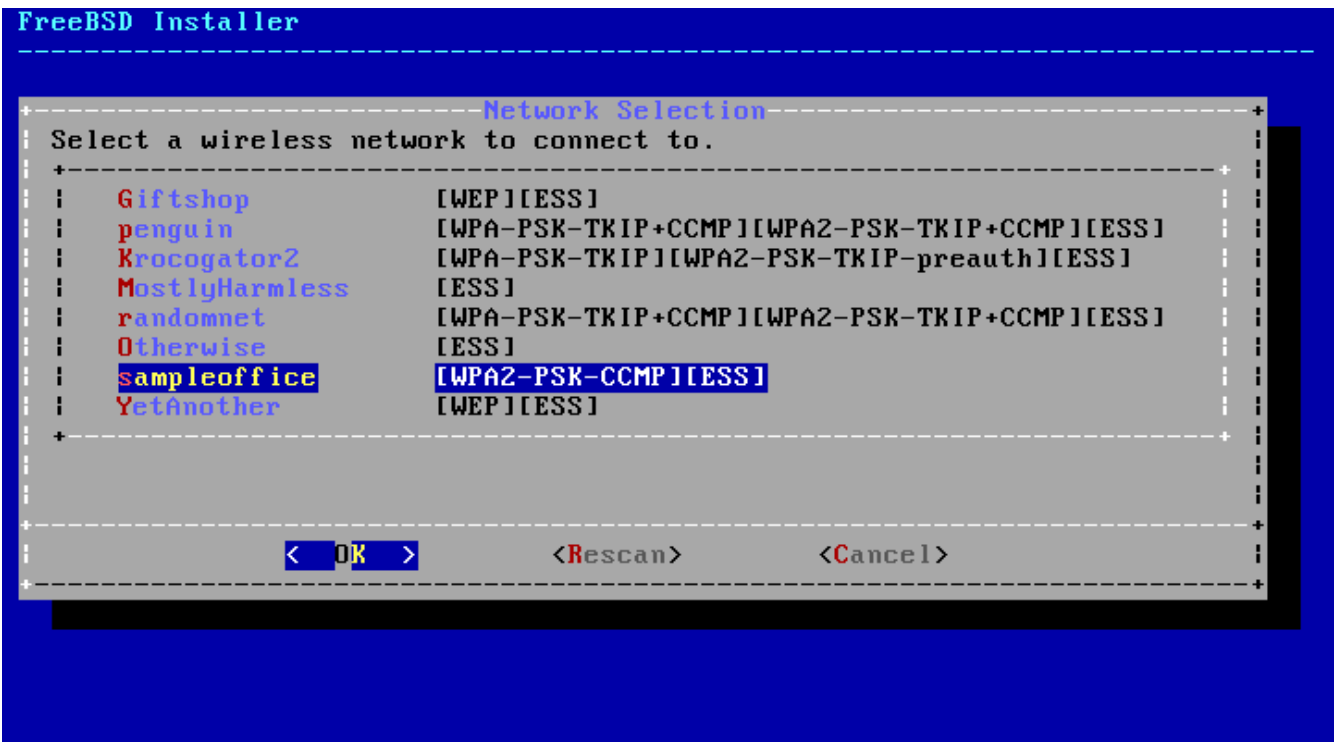 FreeBSD Installer
Network Selection
Select a wireless network to connect to.
Giftshop [WEP][ESS]
penguin [WPA-PSK-TKIP+CCMP][WPA2-PSK-TKIP+CCMP][ESS]
Krocogator2 [WPA-PSK-TKIP][WPA2-PSK-TKIP-preauth][ESS]
MostlyHarmless [ESS]
randomnet [WPA-PSK-TKIP+CCMP][WPA2-PSK-TKIP+CCMP][ESS]
Otherwise [ESS]
sampleoffice [WPA2-PSK-CCMP][ESS]
YetAnother [WEP][ESS]
< OK > <Rescan> <Cancel>